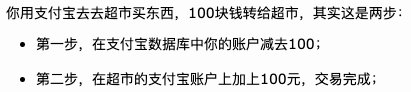 你用支付宝去去超市买东西，100块钱转给超市，其实这是两步：
• 第一步，在支付宝数据库中你的账户减去100；
• 第二步，在超市的支付宝账户上加上100元，交易完成；